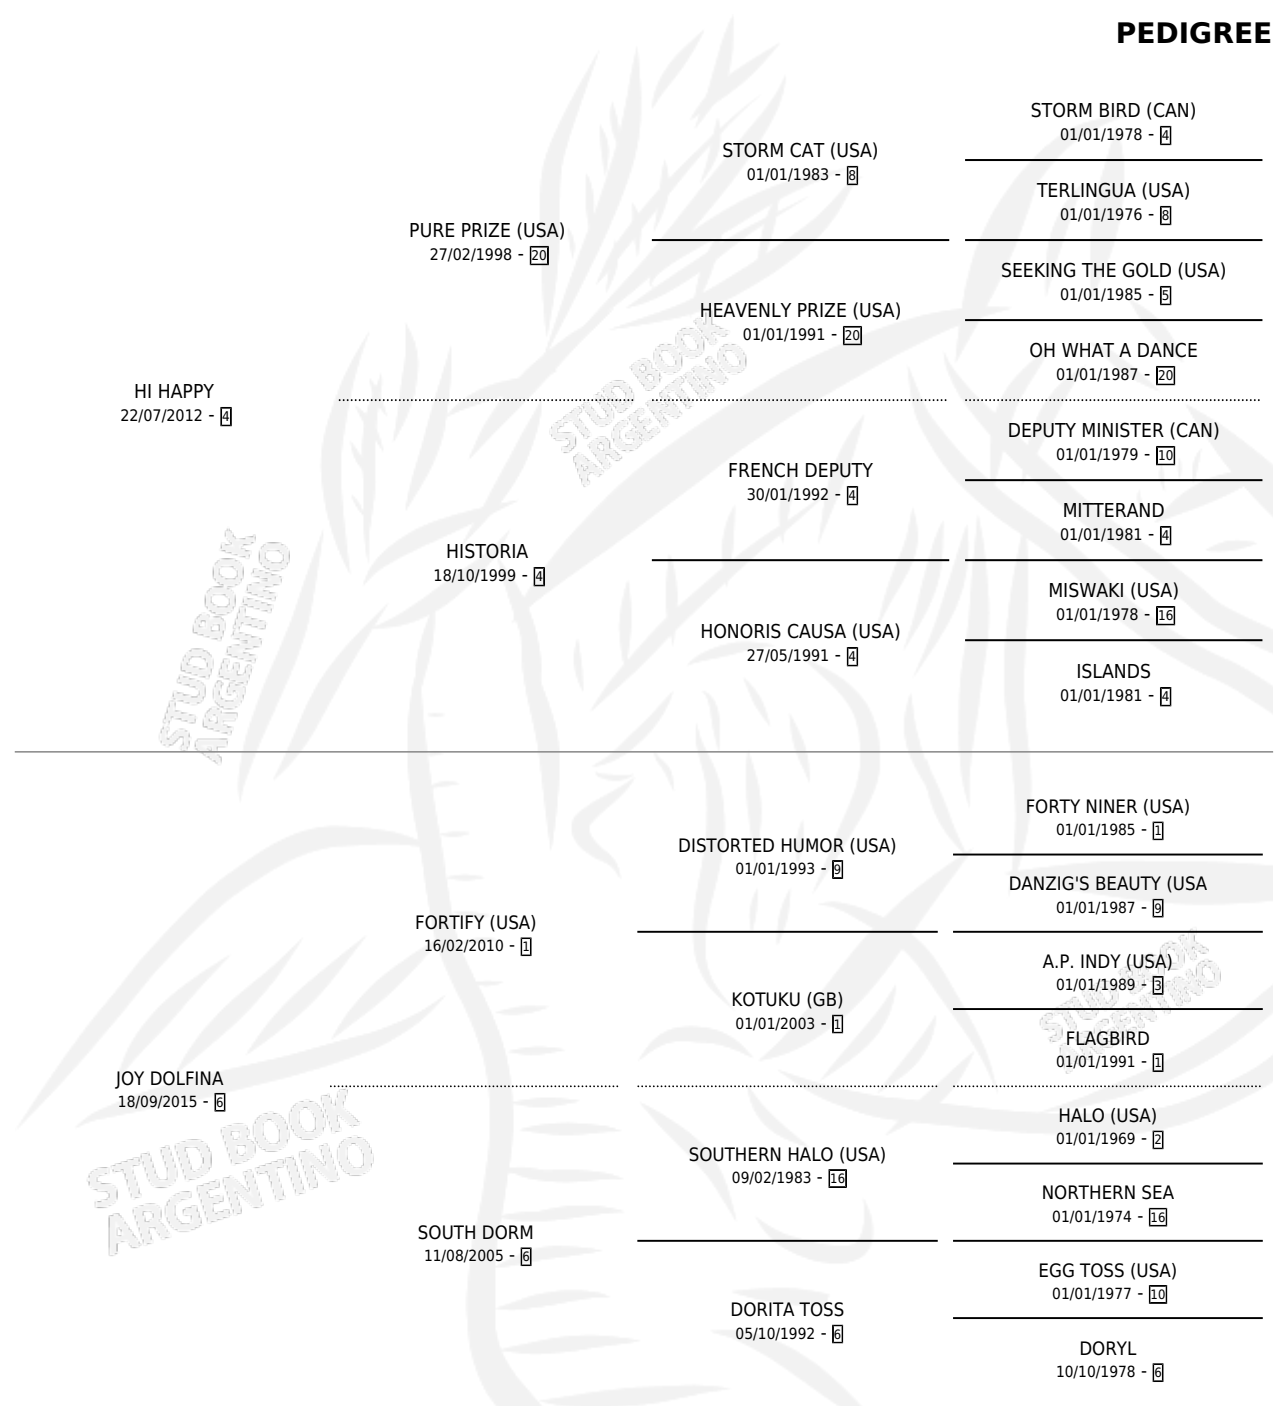 PEDIGREE
STORM BIRD (CAN)
01/01/1978 - 4
STORM CAT (USA)
01/01/1983 - 8
TERLINGUA (USA)
01/01/1976 - 8
PURE PRIZE (USA)
27/02/1998 - 20
SEEKING THE GOLD (USA)
01/01/1985 - 5
HEAVENLY PRIZE (USA)
01/01/1991 - 20
OH WHAT A DANCE
01/01/1987 - 20
HI HAPPY
22/07/2012 - 4
DEPUTY MINISTER (CAN)
01/01/1979 - 10
FRENCH DEPUTY
30/01/1992 - 4
MITTERAND
01/01/1981 - 4
HISTORIA
18/10/1999 - 4
MISWAKI (USA)
01/01/1978 - 16
HONORIS CAUSA (USA)
27/05/1991 - 4
ISLANDS
01/01/1981 - 4
STUD BOOK
ARGENTINO
STUD BOOK
ARGENTINO
FORTY NINER (USA)
01/01/1985 - 1
DISTORTED HUMOR (USA)
01/01/1993 - 9
DANZIG'S BEAUTY (USA
01/01/1987 - 9
FORTIFY (USA)
16/02/2010 - 1
A.P. INDY (USA)
01/01/1989 - 3
KOTUKU (GB)
01/01/2003 - 1
FLAGBIRD
01/01/1991 - 1
STUD BOOK
ARGENTINO
JOY DOLFINA
18/09/2015 - 6
HALO (USA)
01/01/1969 - 2
SOUTHERN HALO (USA)
09/02/1983 - 16
NORTHERN SEA
01/01/1974 - 16
SOUTH DORM
11/08/2005 - 6
EGG TOSS (USA)
01/01/1977 - 10
DORITA TOSS
05/10/1992 - 6
DORYL
10/10/1978 - 6
STUD BOOK
ARGENTINO